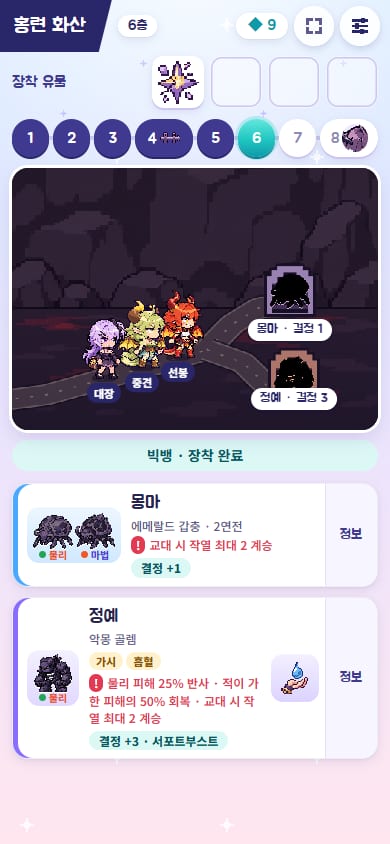 홍련 화산
6층
9
장착 유물
1
2
3
4
5
6
7
8
몽마 · 결정 1
정예 · 결정 3
대장
중견
선봉
빅뱅 · 장착 완료
몽마
에메랄드 갑충 · 2연전
! 교대 시 작열 최대 2 계승
물리
마법
결정 +1
정보
정예
악몽 골렘
가시
흡혈
! 물리 피해 25% 반사 · 적이 가
한 피해의 50% 회복 · 교대 시 작
열 최대 2 계승
물리
결정 +3 · 서포트부스트
정보